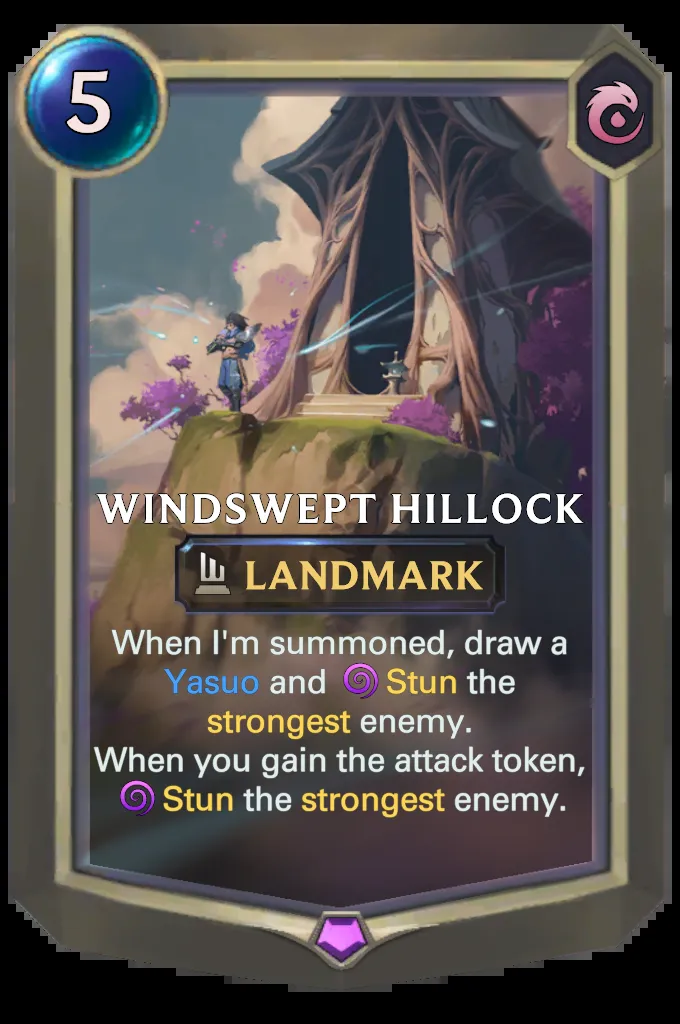 5
WINDSWEPT HILLOCK
LANDMARK
When I'm summoned, draw a
Yasuo and Stun the
strongest enemy.
When you gain the attack token,
Stun the strongest enemy.